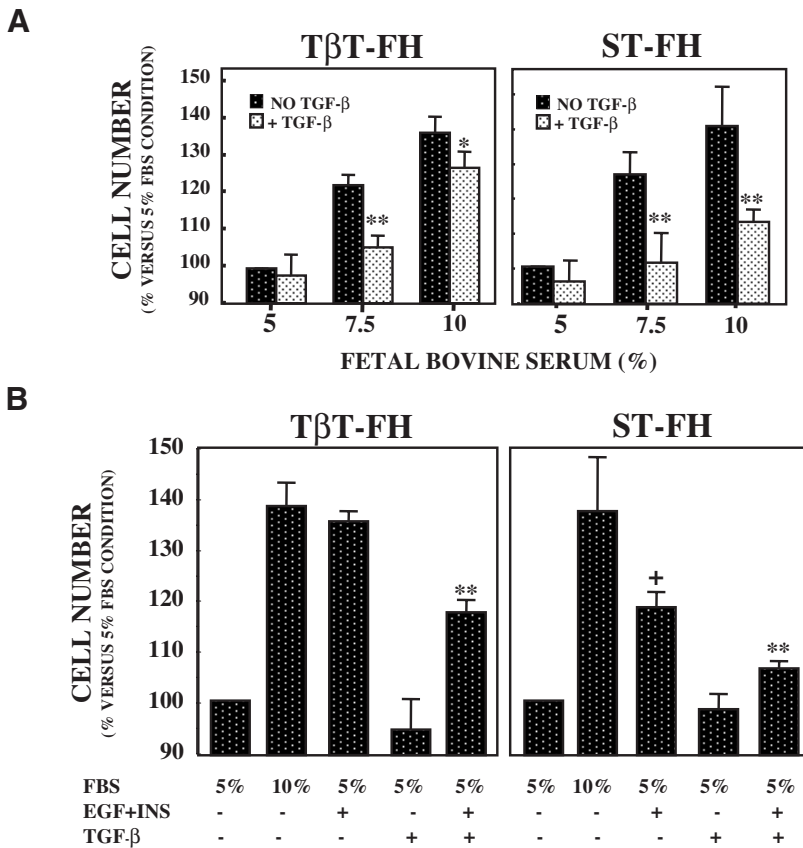 A
TβT-FH
ST-FH
CELL NUMBER
(% VERSUS 5% FBS CONDITION)
150
140
130
120
110
100
90
NO TGF-β
+ TGF-β
**
*
NO TGF-β
+ TGF-β
**
**
5
7.5
10
5
7.5
10
FETAL BOVINE SERUM (%)
B
TβT-FH
ST-FH
CELL NUMBER
(% VERSUS 5% FBS CONDITION)
150
140
130
120
110
100
90
**
+
**
FBS 5% 10% 5% 5% 5% 5% 10% 5% 5% 5%
EGF+INS - - + - + - - + - +
TGF-β - - - + + - - - + +